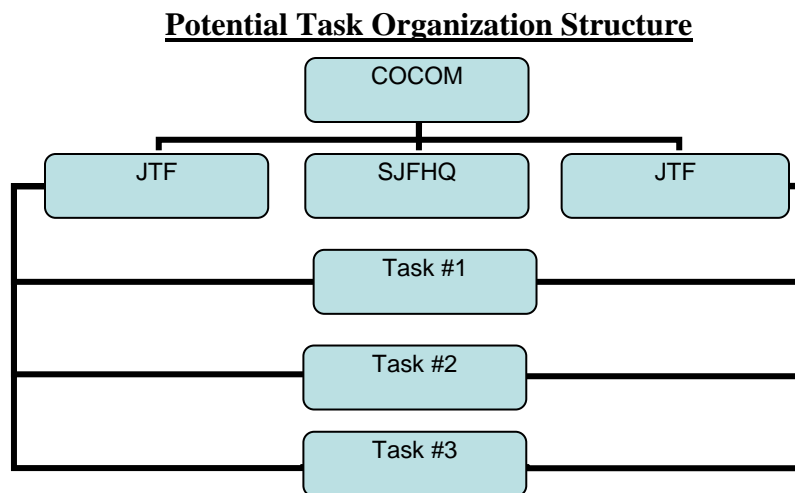 Potential Task Organization Structure
COCOM
JTF SJFHQ JTF
Task #1
Task #2
Task #3